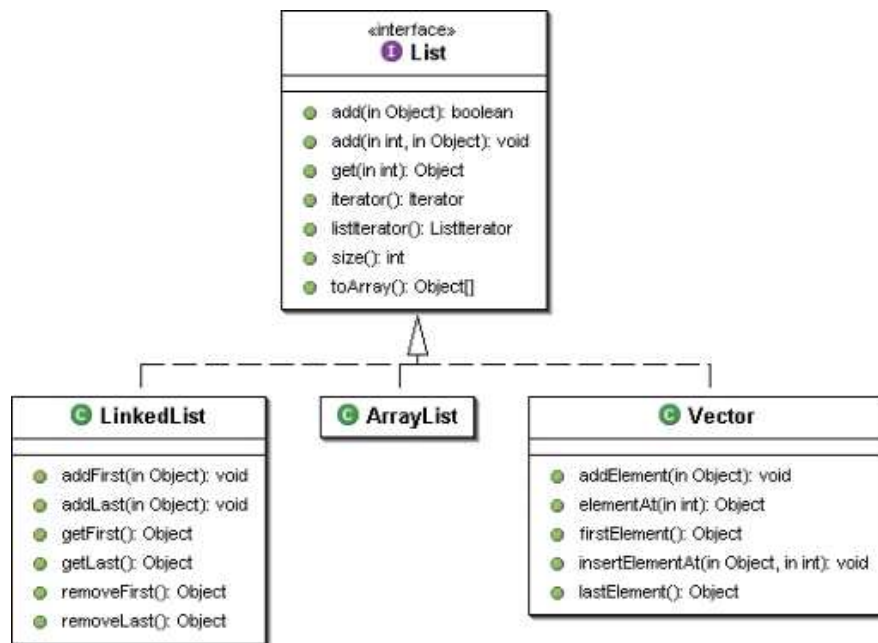 «interface»
I List
add(in Object): boolean
add(in int, in Object): void
get(in int): Object
iterator(): Iterator
listIterator(): ListIterator
size(): int
toArray(): Object[]
C LinkedList
addFirst(in Object): void
addLast(in Object): void
getFirst(): Object
getLast(): Object
removeFirst(): Object
removeLast(): Object
C ArrayList
C Vector
addElement(in Object): void
elementAt(in int): Object
firstElement(): Object
insertElementAt(in Object, in int): void
lastElement(): Object